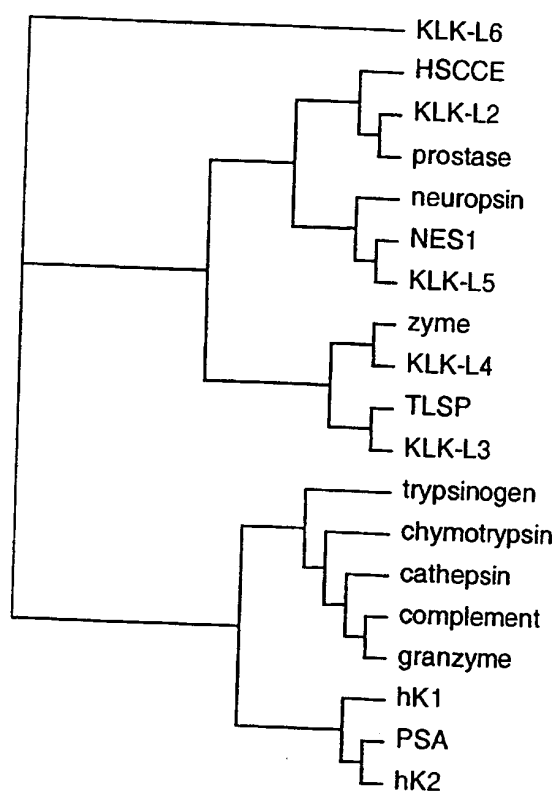 KLK-L6
HSCCE
KLK-L2
prostase
neuropsin
NES1
KLK-L5
zyme
KLK-L4
TLSP
KLK-L3
trypsinogen
chymotrypsin
cathepsin
complement
granzyme
hK1
PSA
hK2